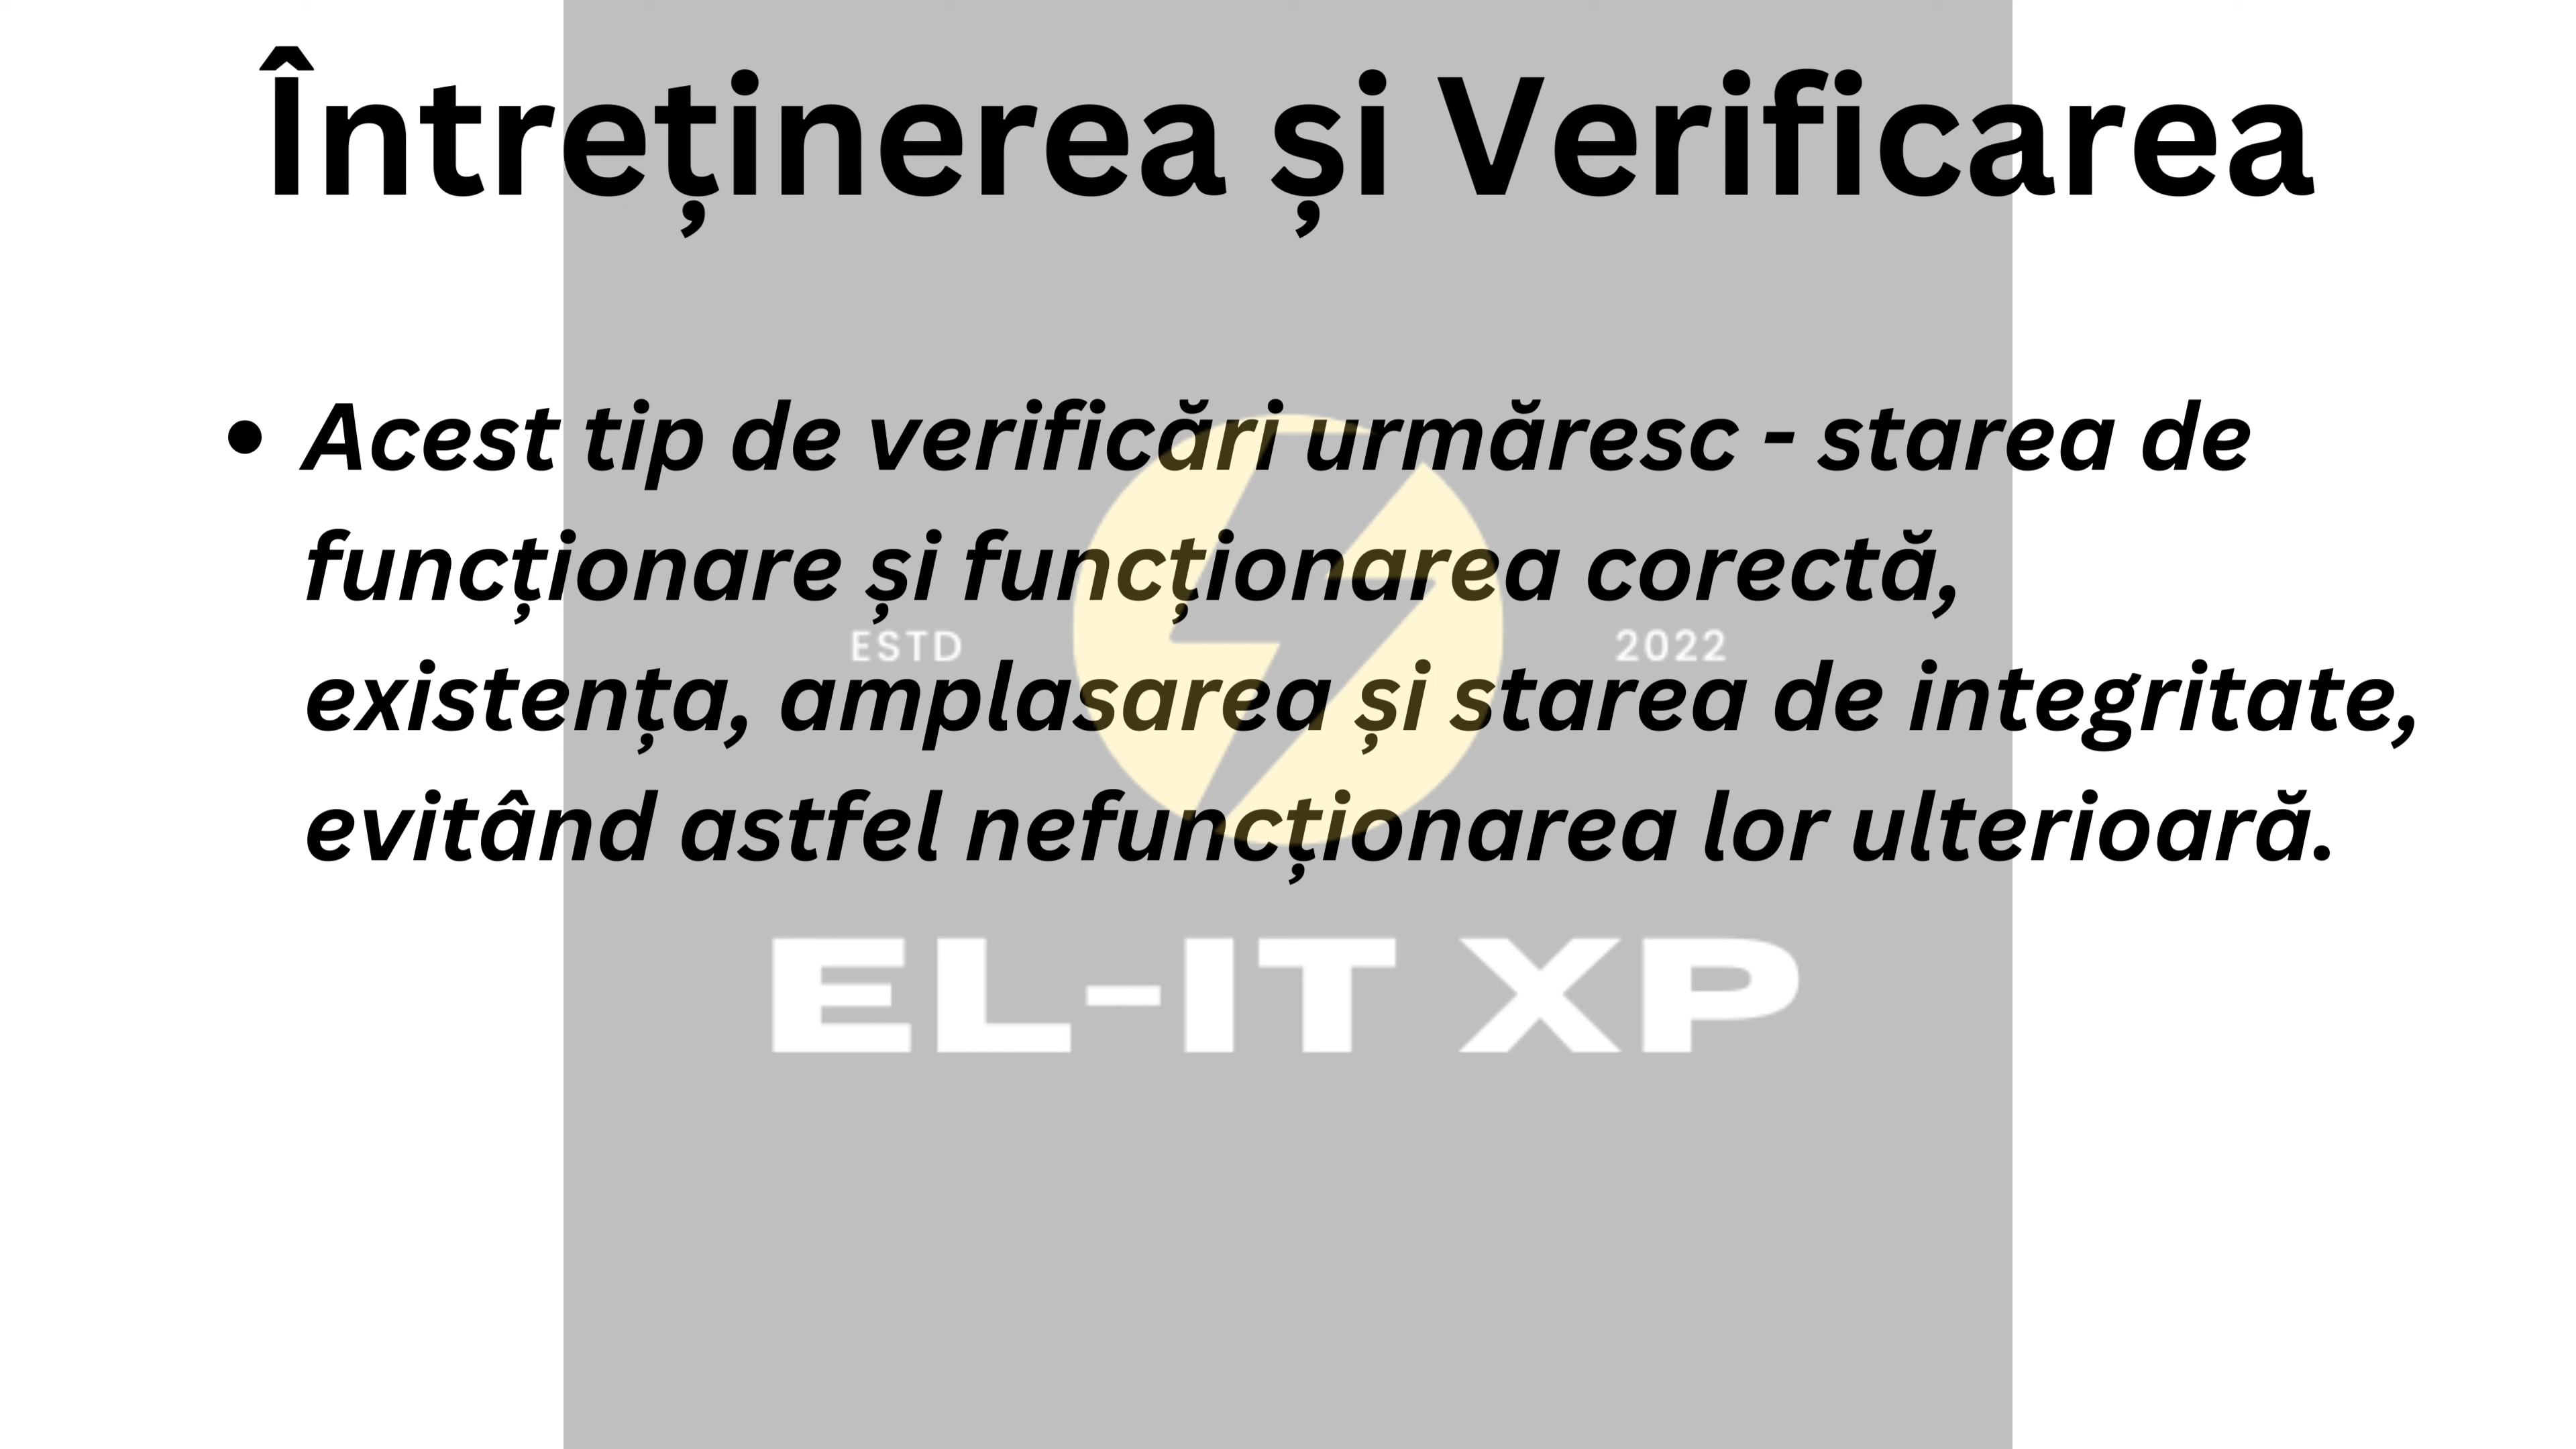 Întreținerea și Verificarea
• Acest tip de verificări urmăresc - starea de
funcționare și funcționarea corectă,
ESTD 2022
existența, amplasarea și starea de integritate,
evitând astfel nefuncționarea lor ulterioară.
EL-IT XP